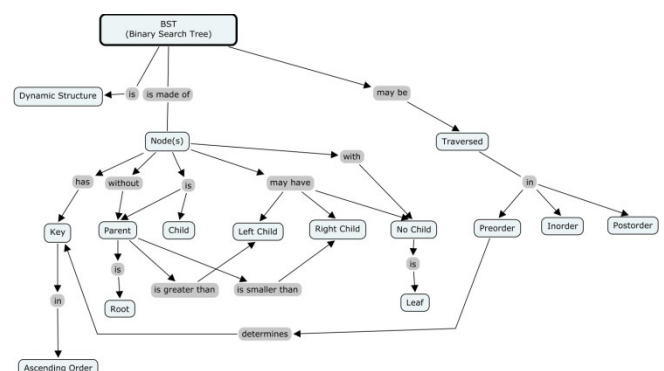 BST
(Binary Search Tree)
Dynamic Structure
is
is made of
may be
Node(s)
Traversed
with
has
without
is
may have
in
Key
Parent
Child
Left Child
Right Child
No Child
Preorder
Inorder
Postorder
is
is
in
is greater than
is smaller than
Root
Leaf
determines
Ascending Order